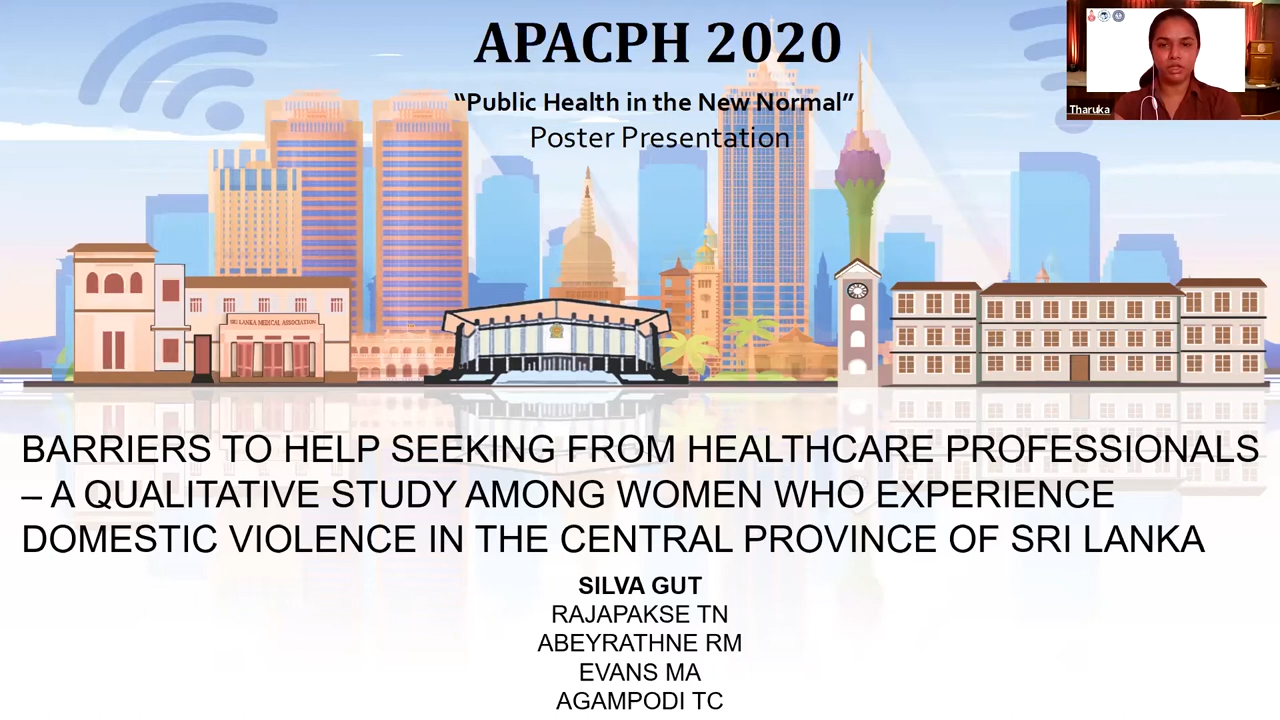 APACPH 2020
“Public Health in the New Normal”
Poster Presentation
Tharuka
SRI LANKA MEDICAL ASSOCIATION
BARRIERS TO HELP SEEKING FROM HEALTHCARE PROFESSIONALS
– A QUALITATIVE STUDY AMONG WOMEN WHO EXPERIENCE
DOMESTIC VIOLENCE IN THE CENTRAL PROVINCE OF SRI LANKA
SILVA GUT
RAJAPAKSE TN
ABEYRATHNE RM
EVANS MA
AGAMPODI TC